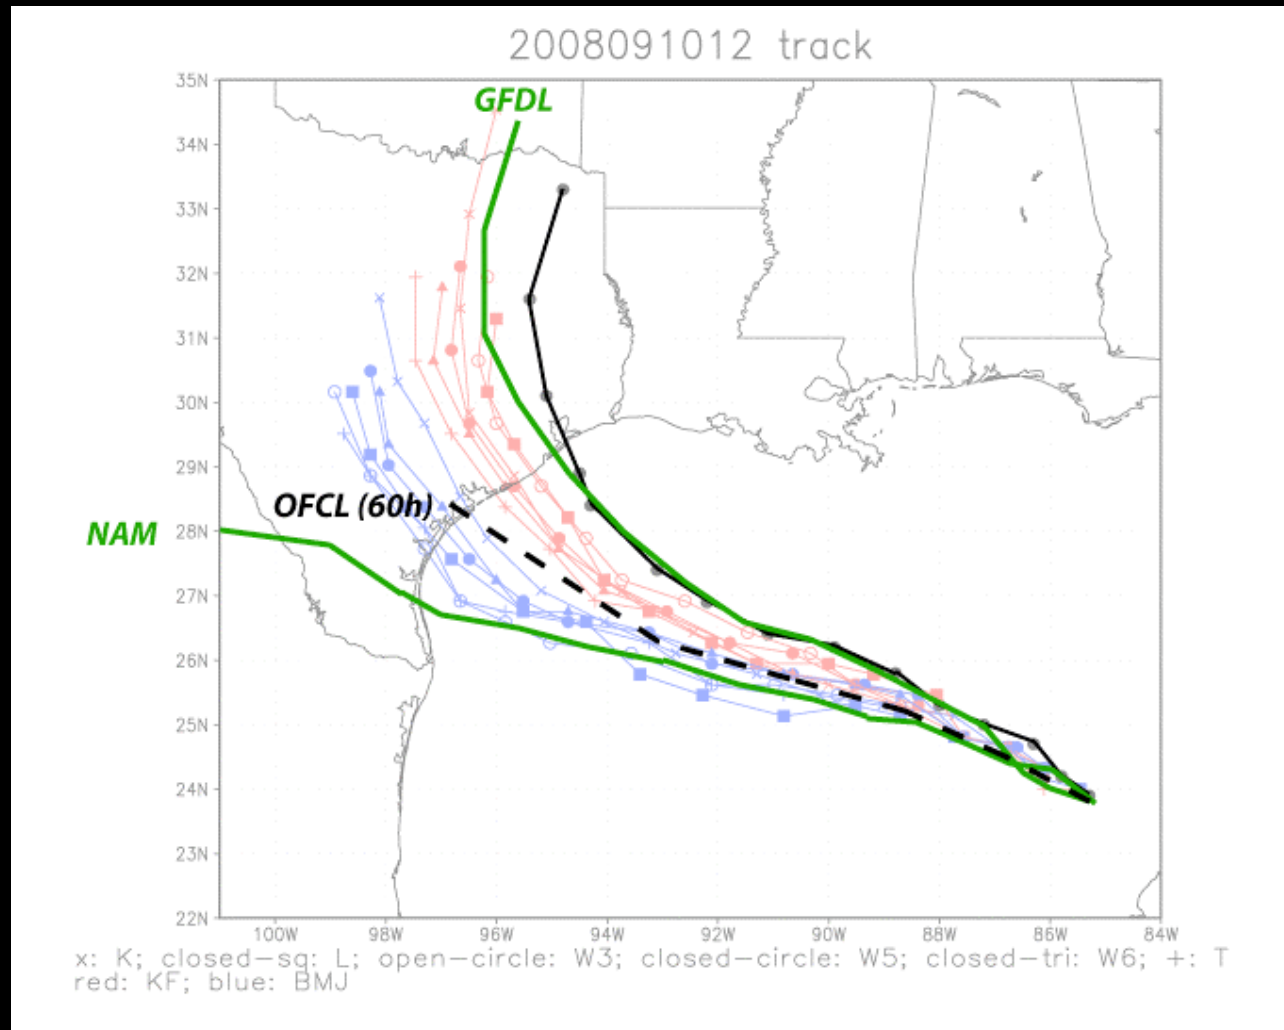 2008091012 track
35N
GFDL
34N
33N
32N
31N
30N
29N
OFCL (60h)
NAM
28N
27N
26N
25N
24N
23N
22N
100W 98W 96W 94W 92W 90W 88W 86W 84W
x: K; closed-sq: L; open-circle: W3; closed-circle: W5; closed-tri: W6; +: T
red: KF; blue: BMJ